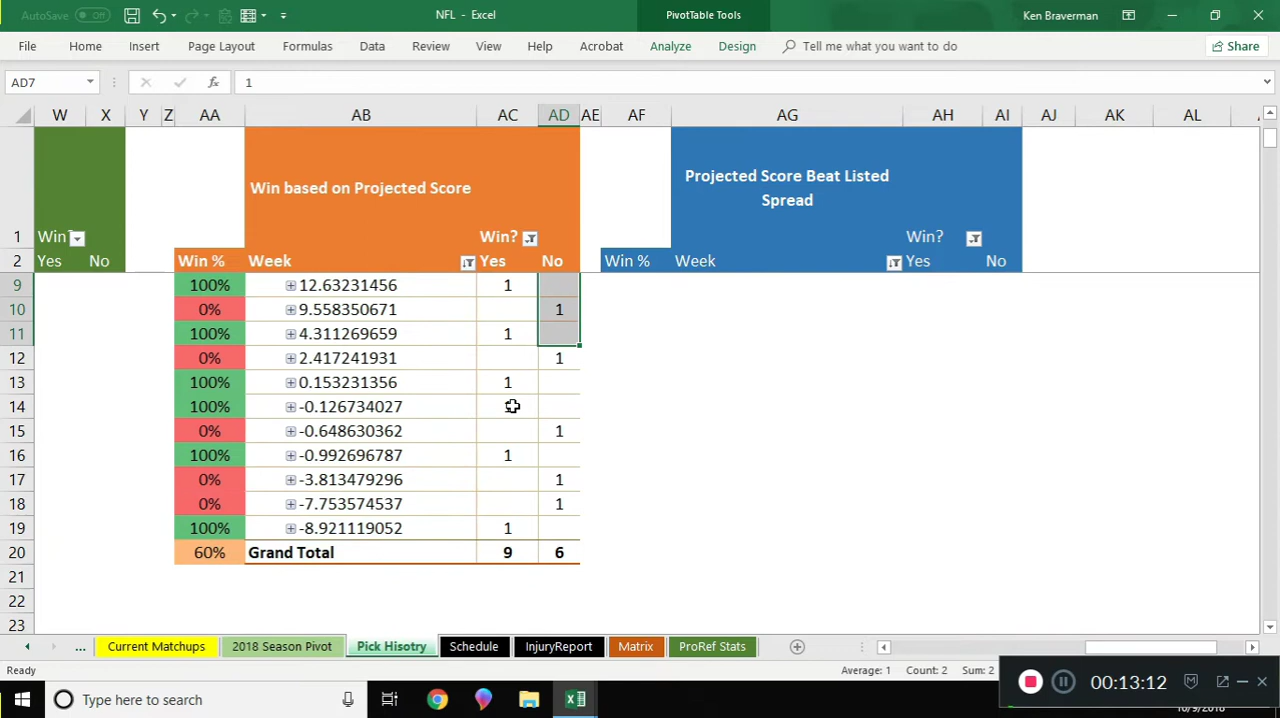 AutoSave Off
NFL - Excel
PivotTable Tools
Ken Braverman
File Home Insert Page Layout Formulas Data Review View Help Acrobat Analyze Design Tell me what you want to do Share
AD7 fx 1
W X Y Z AA AB AC AD AE AF AG AH AI AJ AK AL
Win based on Projected Score
Projected Score Beat Listed
Spread
1 Win? Win? Win?
2 Yes No Win % Week Yes No Win % Week Yes No
9 100% 12.63231456 1
10 0% 9.558350671 1
11 100% 4.311269659 1
12 0% 2.417241931 1
13 100% 0.153231356 1
14 100% -0.126734027
15 0% -0.648630362 1
16 100% -0.992696787 1
17 0% -3.813479296 1
18 0% -7.753574537 1
19 100% -8.921119052 1
20 60% Grand Total 9 6
21
22
23
... Current Matchups 2018 Season Pivot Pick Hisotry Schedule InjuryReport Matrix ProRef Stats
Ready Average: 1 Count: 2 Sum: 2
00:13:12
Type here to search
10/9/2018